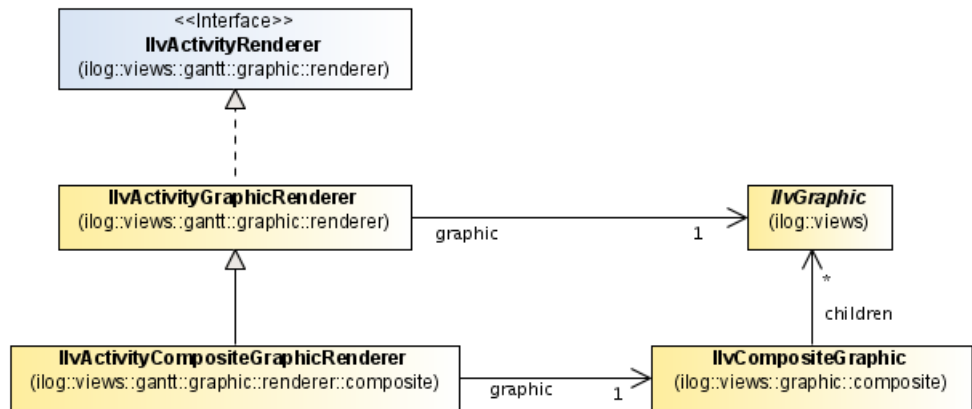 <<Interface>>
IlvActivityRenderer
(ilog::views::gantt::graphic::renderer)
IlvActivityGraphicRenderer
(ilog::views::gantt::graphic::renderer)
graphic
1
IlvGraphic
(ilog::views)
*
children
IlvActivityCompositeGraphicRenderer
(ilog::views::gantt::graphic::renderer::composite)
graphic
1
IlvCompositeGraphic
(ilog::views::graphic::composite)